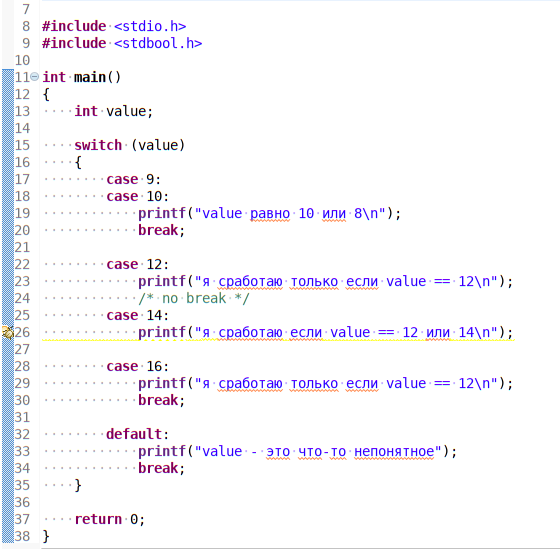 7
8 #include <stdio.h>
9 #include <stdbool.h>
10
11 int main()
12 {
13     int value;
14
15     switch (value)
16     {
17         case 9:
18         case 10:
19             printf("value равно 10 или 8\n");
20             break;
21
22         case 12:
23             printf("я сработаю только если value == 12\n");
24             /* no break */
25         case 14:
26             printf("я сработаю если value == 12 или 14\n");
27
28         case 16:
29             printf("я сработаю только если value == 12\n");
30             break;
31
32         default:
33             printf("value - это что-то непонятное");
34             break;
35     }
36
37     return 0;
38 }